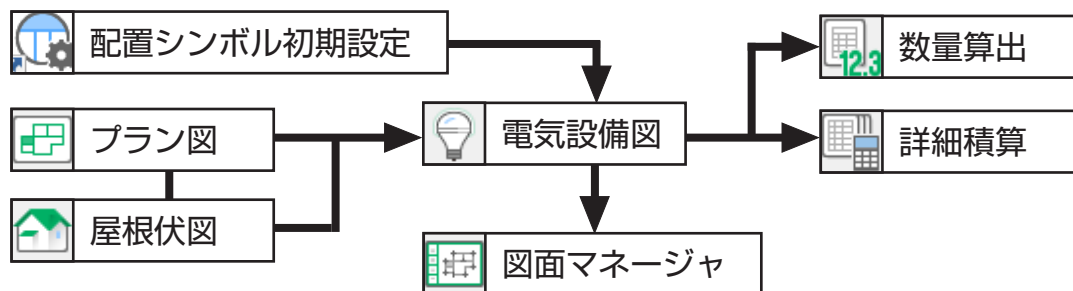 配置シンボル初期設定
数量算出
12.3
プラン図
電気設備図
詳細積算
屋根伏図
図面マネージャ